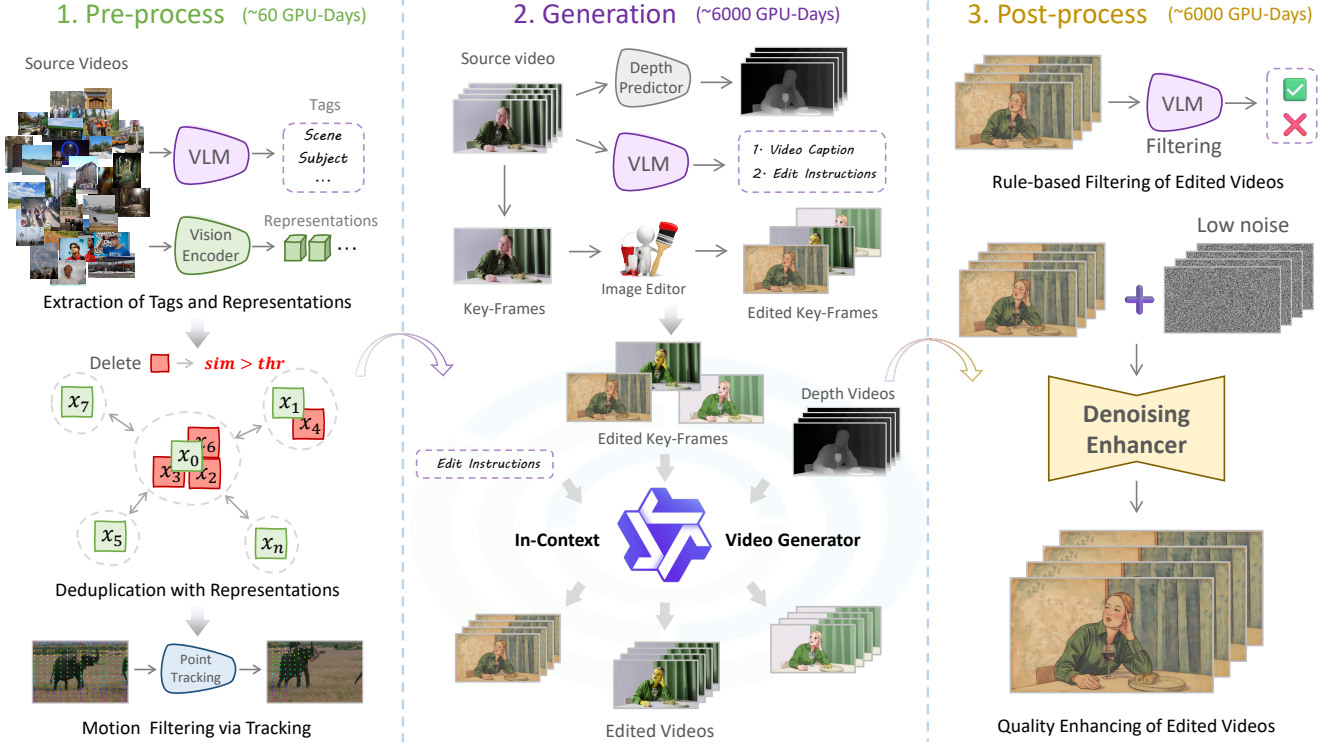 1. Pre-process (~60 GPU-Days)
Source Videos
VLM
Tags
Scene
Subject
...
Vision
Encoder
Representations
...
Extraction of Tags and Representations
Delete
sim > thr
x7
x1
x4
x6
x0
x3
x2
x5
xn
Deduplication with Representations
Point
Tracking
Motion Filtering via Tracking
2. Generation (~6000 GPU-Days)
Source video
Depth
Predictor
VLM
1. Video Caption
2. Edit Instructions
Key-Frames
Image Editor
Edited Key-Frames
Edited Key-Frames
Depth Videos
Edit Instructions
In-Context
Video Generator
Edited Videos
3. Post-process (~6000 GPU-Days)
VLM
Filtering
Rule-based Filtering of Edited Videos
Low noise
Denoising
Enhancer
Quality Enhancing of Edited Videos